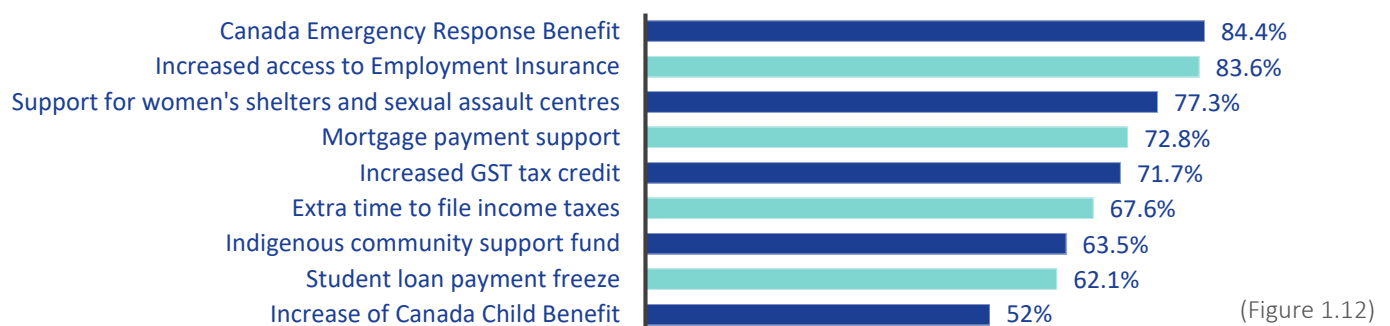 Canada Emergency Response Benefit 84.4%
Increased access to Employment Insurance 83.6%
Support for women's shelters and sexual assault centres 77.3%
Mortgage payment support 72.8%
Increased GST tax credit 71.7%
Extra time to file income taxes 67.6%
Indigenous community support fund 63.5%
Student loan payment freeze 62.1%
Increase of Canada Child Benefit 52%
(Figure 1.12)